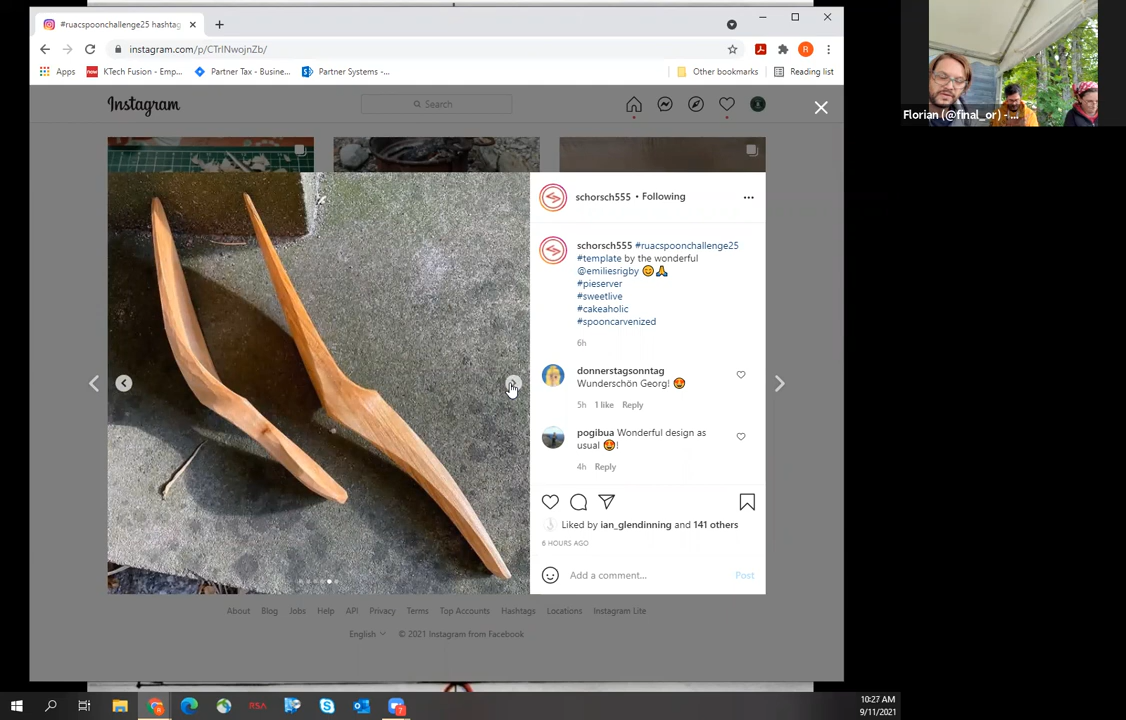 #ruacspoonchallenge25 hashtag
instagram.com/p/CTrlNwojnZb/
Apps
KTech Fusion - Emp...
Partner Tax - Busine...
Partner Systems -...
Other bookmarks
Reading list
Instagram
Search
schorsch555 • Following
schorsch555 #ruacspoonchallenge25
#template by the wonderful
@emiliesrigby 😊🙏
#pieserver
#sweetlive
#cakeaholic
#spooncarvenized
6h
donnerstagsonntag
Wunderschön Georg! 🤩
5h 1 like Reply
pogibua Wonderful design as
usual 🤩!
4h Reply
Liked by ian_glendinning and 141 others
6 HOURS AGO
Add a comment...
Post
About Blog Jobs Help API Privacy Terms Top Accounts Hashtags Locations Instagram Lite
English © 2021 Instagram from Facebook
Florian (@final_or) - ...
RSA
10:27 AM
9/11/2021